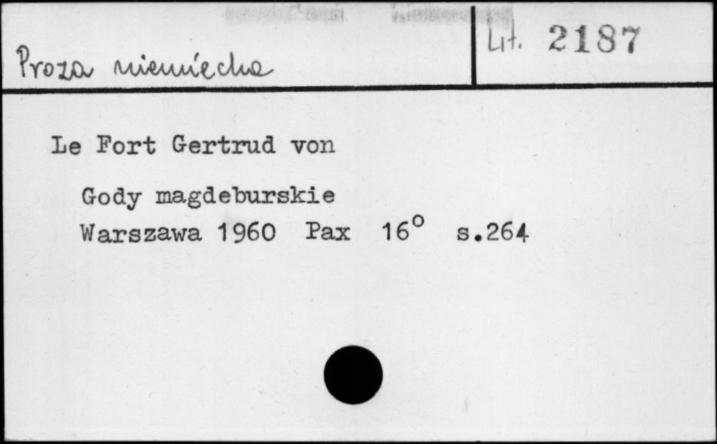 Proza niemiecka
Lit. 2187
Le Fort Gertrud von
Gody magdeburskie
Warszawa 1960 Pax 16° s.264